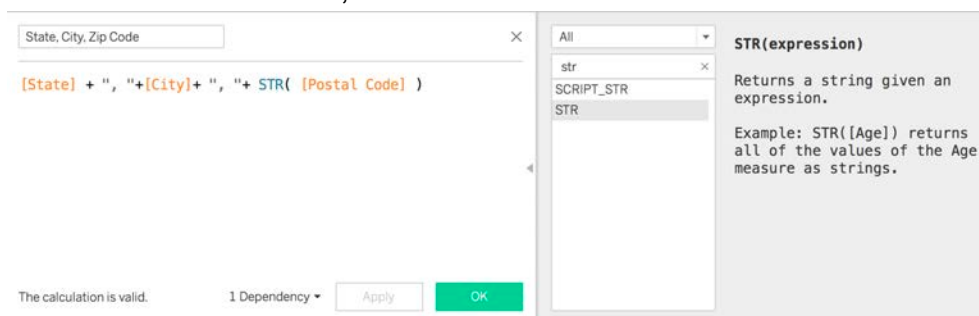 State, City, Zip Code
[State] + ", "+[City]+ ", "+ STR( [Postal Code] )
The calculation is valid.
1 Dependency
Apply
OK
All
str
SCRIPT_STR
STR
STR(expression)
Returns a string given an
expression.
Example: STR([Age]) returns
all of the values of the Age
measure as strings.